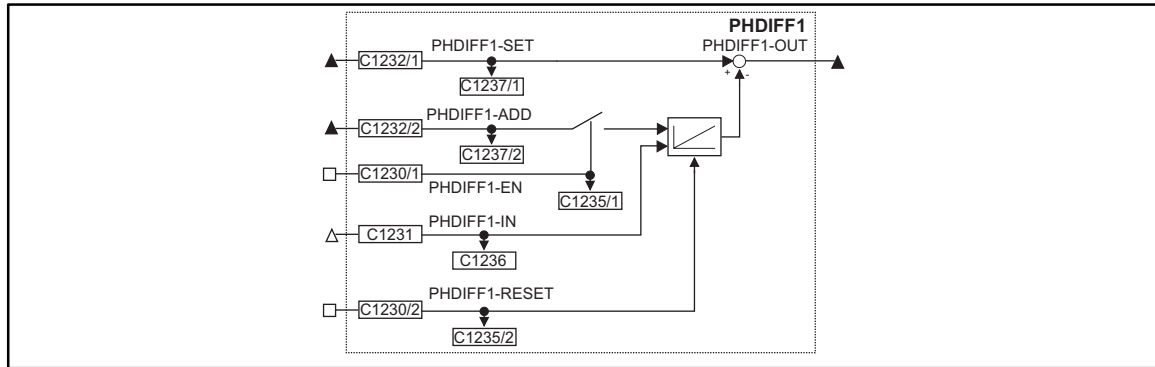 PHDIFF1
PHDIFF1-SET
PHDIFF1-OUT
C1232/1
+
-
C1237/1
PHDIFF1-ADD
C1232/2
C1237/2
C1230/1
PHDIFF1-EN
C1235/1
PHDIFF1-IN
C1231
C1236
PHDIFF1-RESET
C1230/2
C1235/2